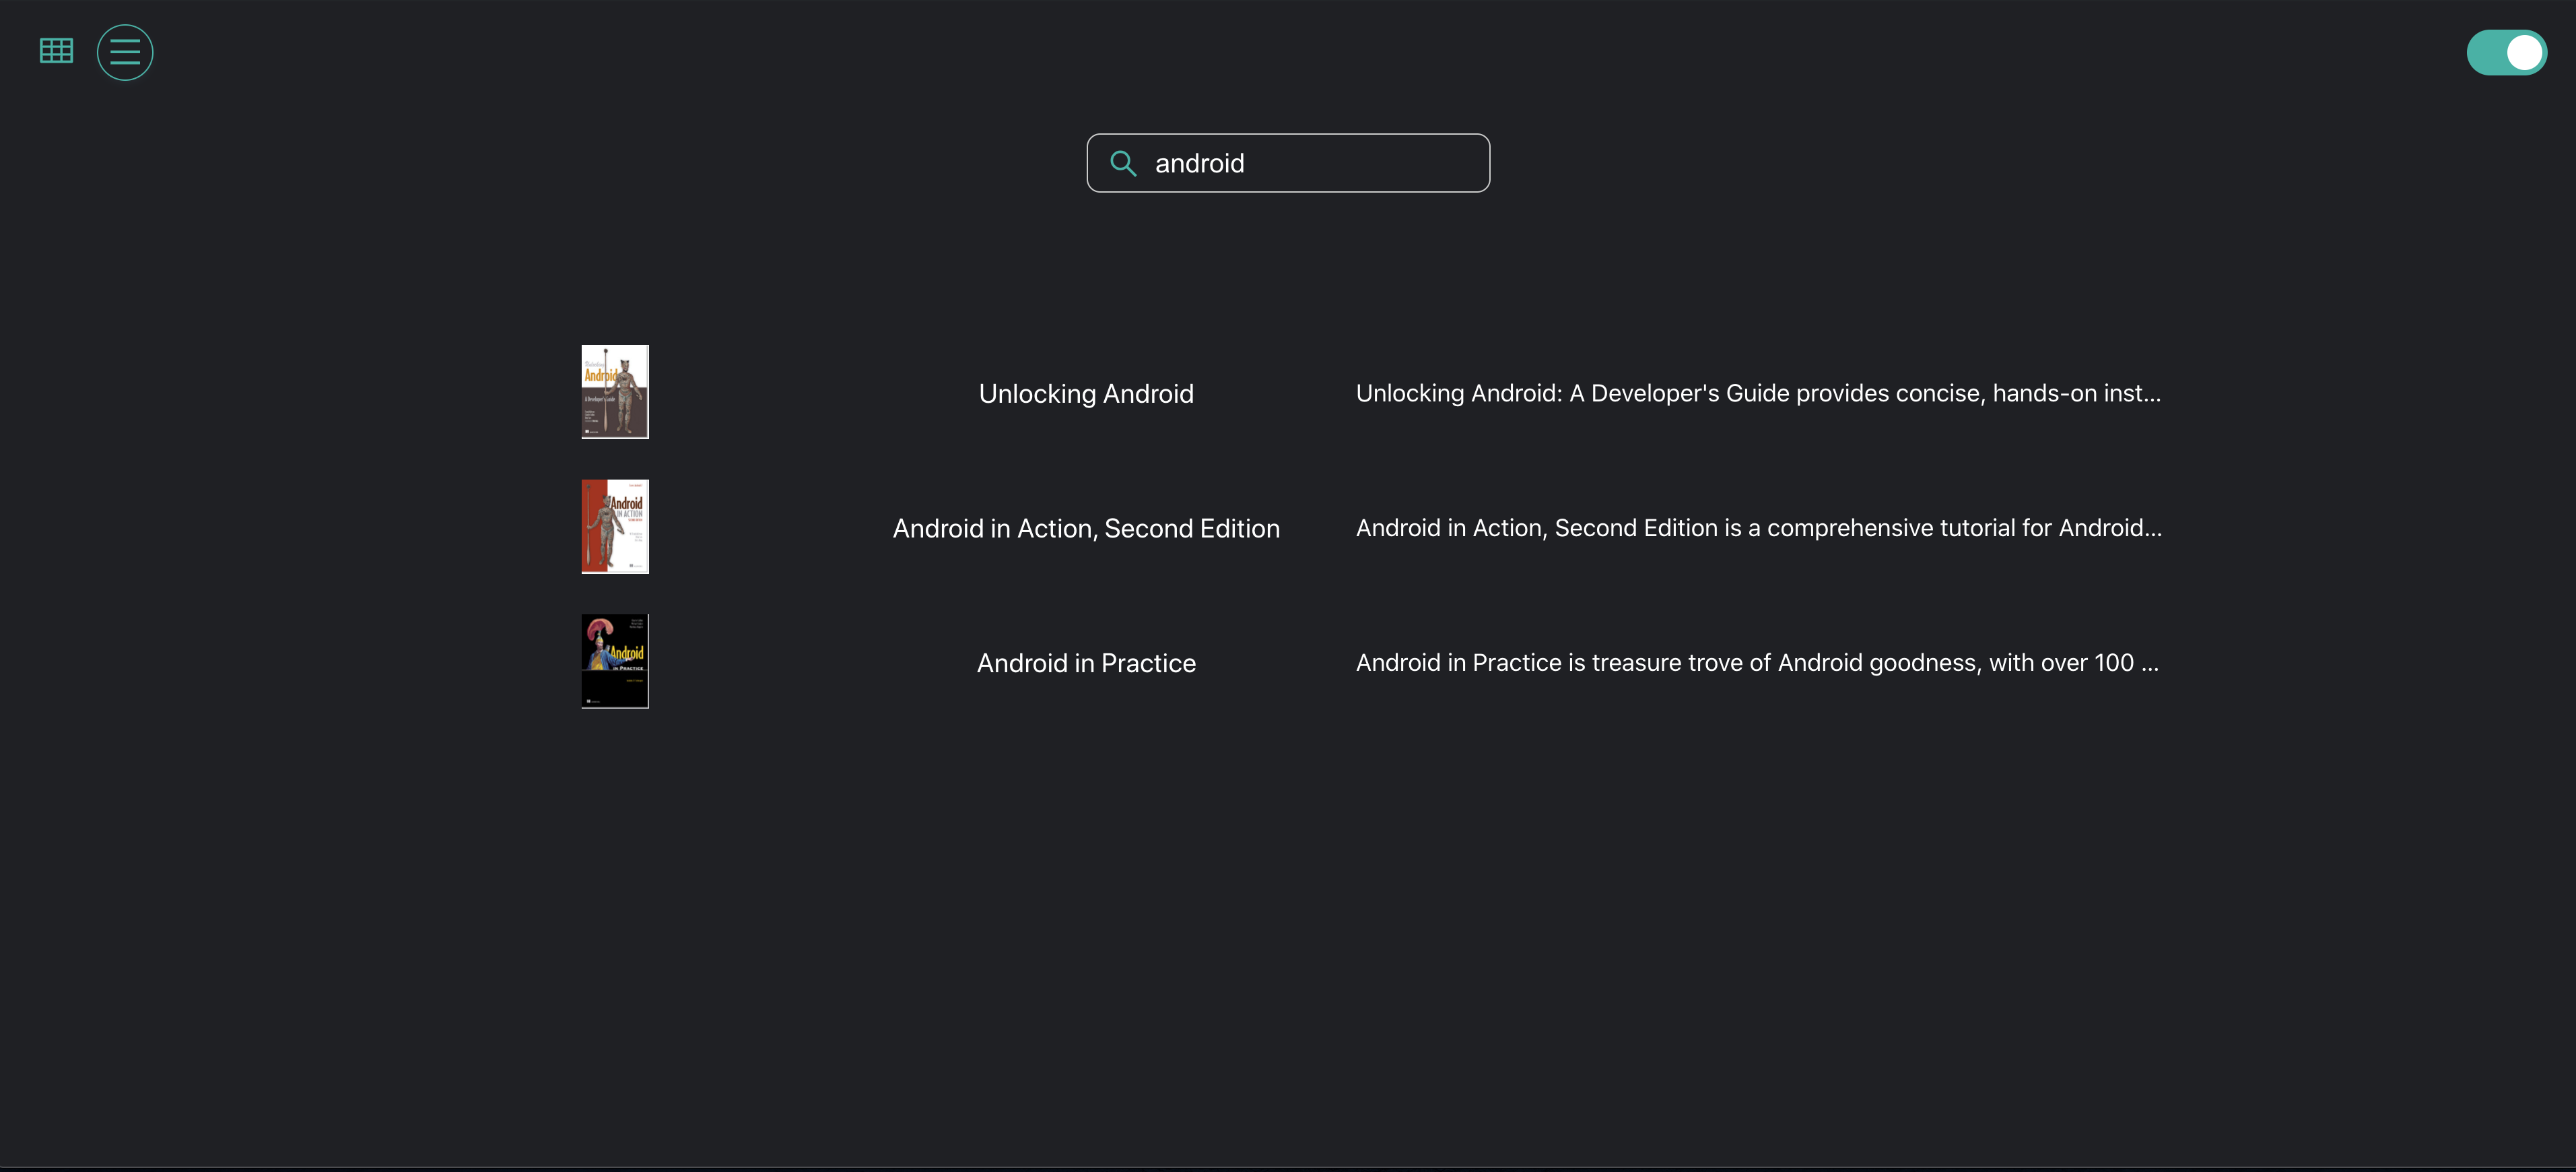 android
Android
A Developer's Guide
Unlocking Android
Unlocking Android: A Developer's Guide provides concise, hands-on inst...
Android
IN ACTION
Android in Action, Second Edition
Android in Action, Second Edition is a comprehensive tutorial for Android...
Android
IN PRACTICE
Android in Practice
Android in Practice is treasure trove of Android goodness, with over 100 ...